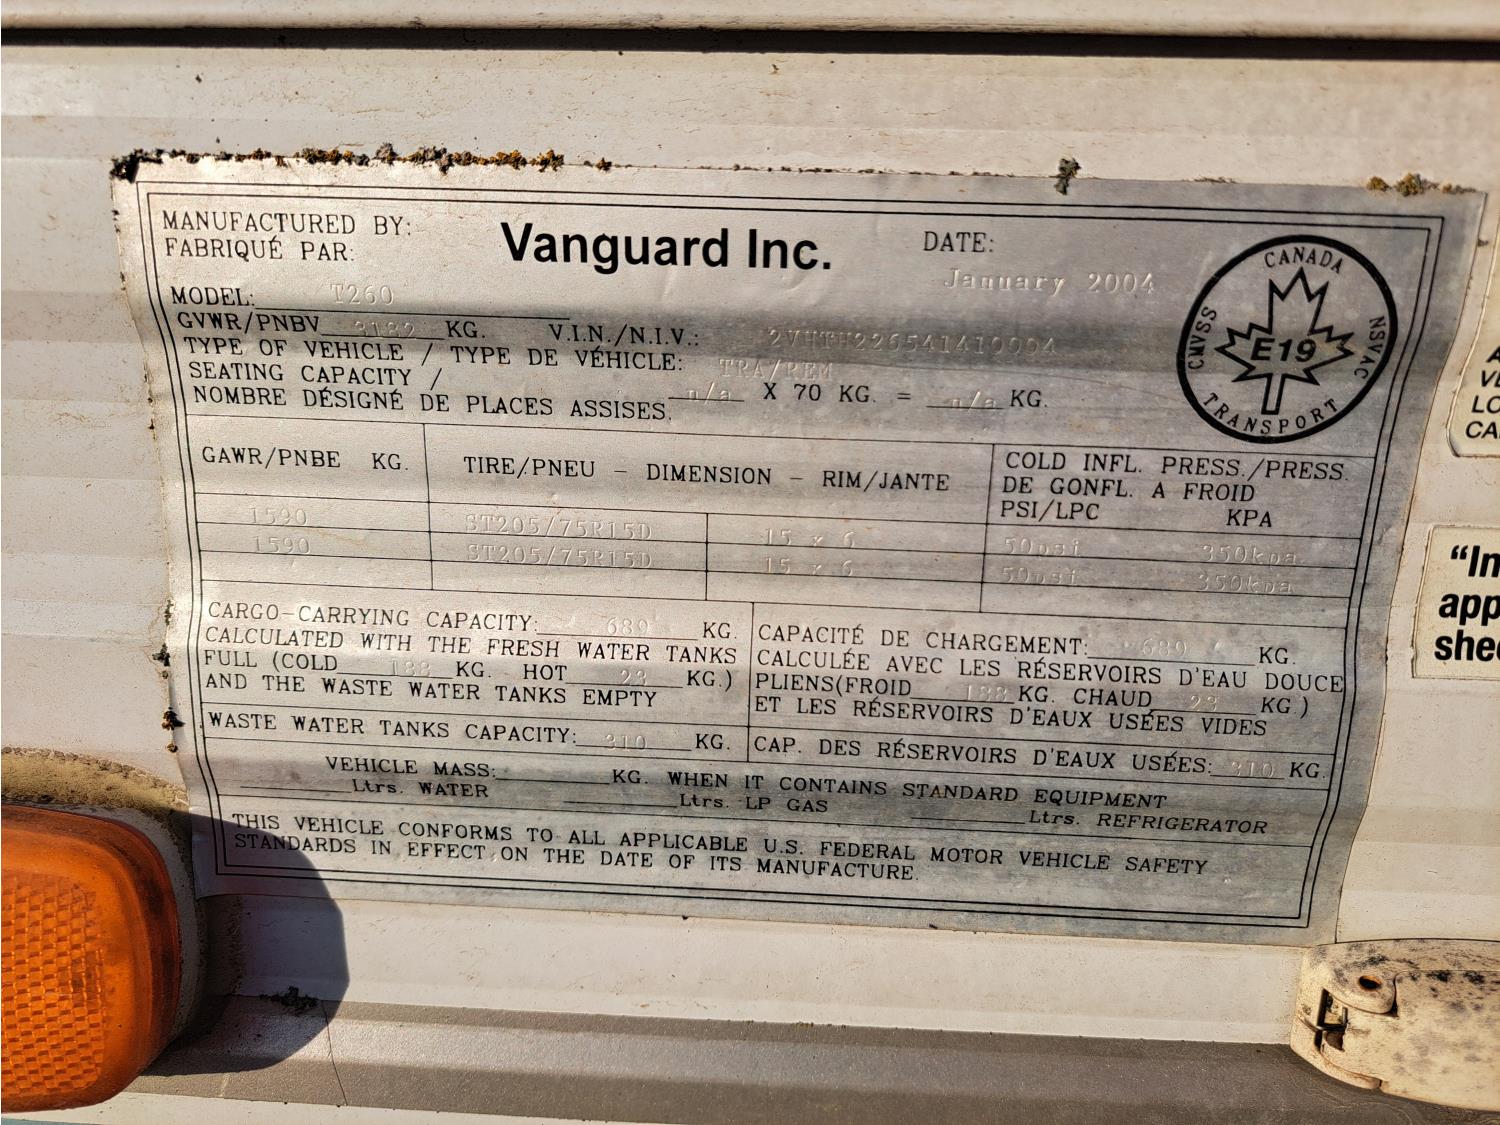 MANUFACTURED BY:
FABRIQUÉ PAR:
Vanguard Inc.
DATE:
January 2004
MODEL: T260
GVWR/PNBV 3182 KG. V.I.N./N.I.V.:
TYPE OF VEHICLE / TYPE DE VÉHICLE: TRA/REM
SEATING CAPACITY /
NOMBRE DÉSIGNÉ DE PLACES ASSISES. n/a X 70 KG. = n/a KG.
CANADA
CMVSS
E19
NSVAC
TRANSPORT
GAWR/PNBE KG.
TIRE/PNEU - DIMENSION - RIM/JANTE
COLD INFL. PRESS./PRESS.
DE GONFL. A FROID
PSI/LPC KPA
1590 ST205/75R15D 15 x 6 50psi 350kpa
1590 ST205/75R15D 15 x 6 50psi 350kpa
CARGO-CARRYING CAPACITY: 689 KG.
CALCULATED WITH THE FRESH WATER TANKS
FULL (COLD 188 KG. HOT 23 KG.)
AND THE WASTE WATER TANKS EMPTY
CAPACITÉ DE CHARGEMENT: 689 KG.
CALCULÉE AVEC LES RÉSERVOIRS D'EAU DOUCE
PLIENS(FROID 188 KG. CHAUD 23 KG.)
ET LES RÉSERVOIRS D'EAUX USÉES VIDES
WASTE WATER TANKS CAPACITY: 310 KG.
CAP. DES RÉSERVOIRS D'EAUX USÉES: 310 KG.
VEHICLE MASS: KG. WHEN IT CONTAINS STANDARD EQUIPMENT
Ltrs. WATER Ltrs. LP GAS Ltrs. REFRIGERATOR
THIS VEHICLE CONFORMS TO ALL APPLICABLE U.S. FEDERAL MOTOR VEHICLE SAFETY
STANDARDS IN EFFECT ON THE DATE OF ITS MANUFACTURE.
A
VE
LO
CA
"In
app
shee